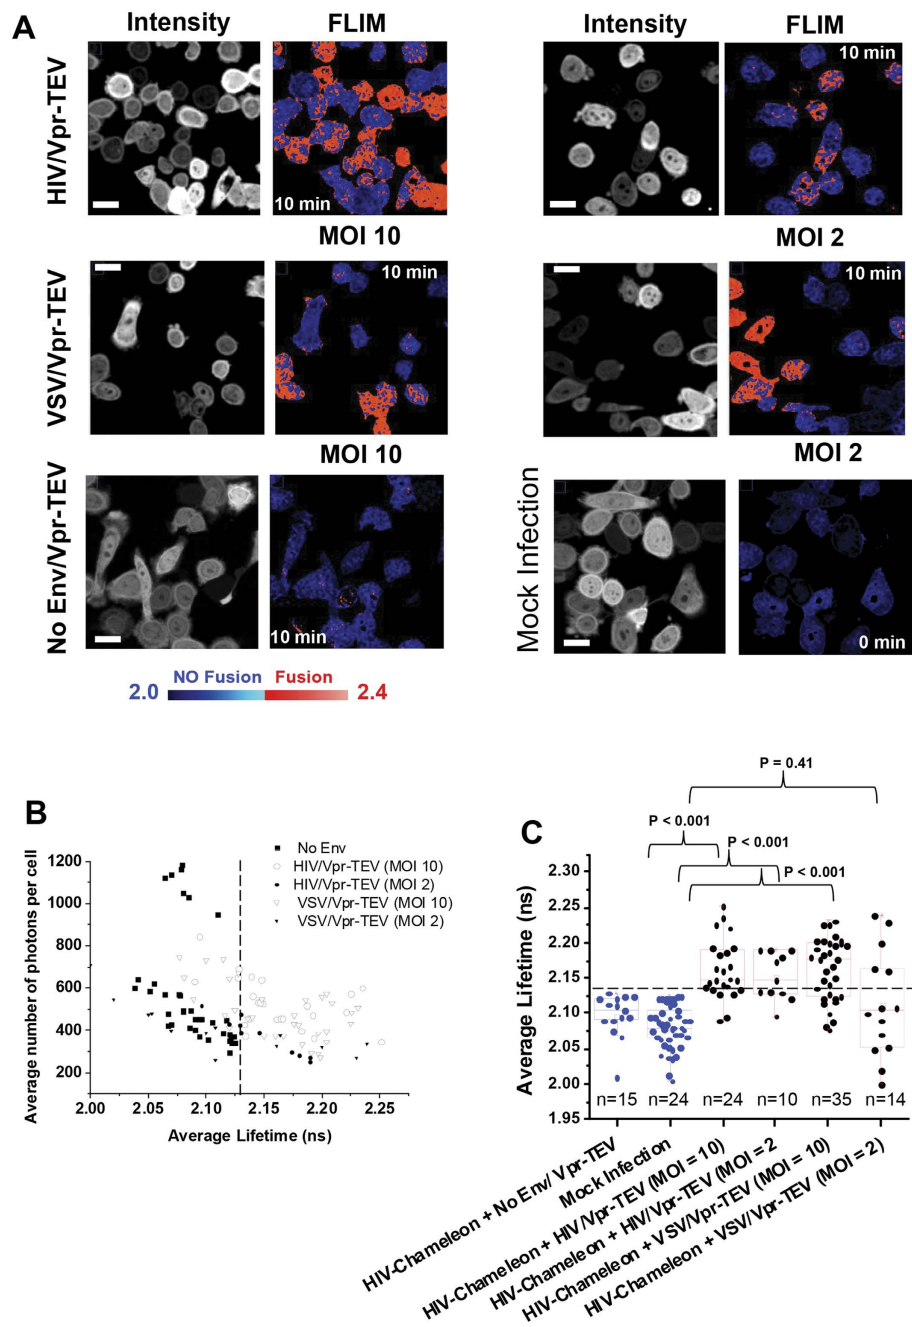 A
Intensity
FLIM
Intensity
FLIM
HIV/Vpr-TEV
10 min
10 min
MOI 10
MOI 2
VSV/Vpr-TEV
10 min
10 min
MOI 10
MOI 2
No Env/Vpr-TEV
10 min
Mock Infection
0 min
NO Fusion
Fusion
2.0
2.4
B
Average number of photons per cell
1200
1000
800
600
400
200
2.00
2.05
2.10
2.15
2.20
2.25
Average Lifetime (ns)
No Env
HIV/Vpr-TEV (MOI 10)
HIV/Vpr-TEV (MOI 2)
VSV/Vpr-TEV (MOI 10)
VSV/Vpr-TEV (MOI 2)
C
P = 0.41
P < 0.001
P < 0.001
P < 0.001
Average Lifetime (ns)
2.30
2.25
2.20
2.15
2.10
2.05
2.00
1.95
n=15
n=24
n=24
n=10
n=35
n=14
HIV-Chameleon + No Env/ Vpr-TEV
Mock Infection
HIV-Chameleon + HIV/Vpr-TEV (MOI = 10)
HIV-Chameleon + HIV/Vpr-TEV (MOI = 2
HIV-Chameleon + VSV/Vpr-TEV (MOI = 10)
HIV-Chameleon + VSV/Vpr-TEV (MOI = 2)